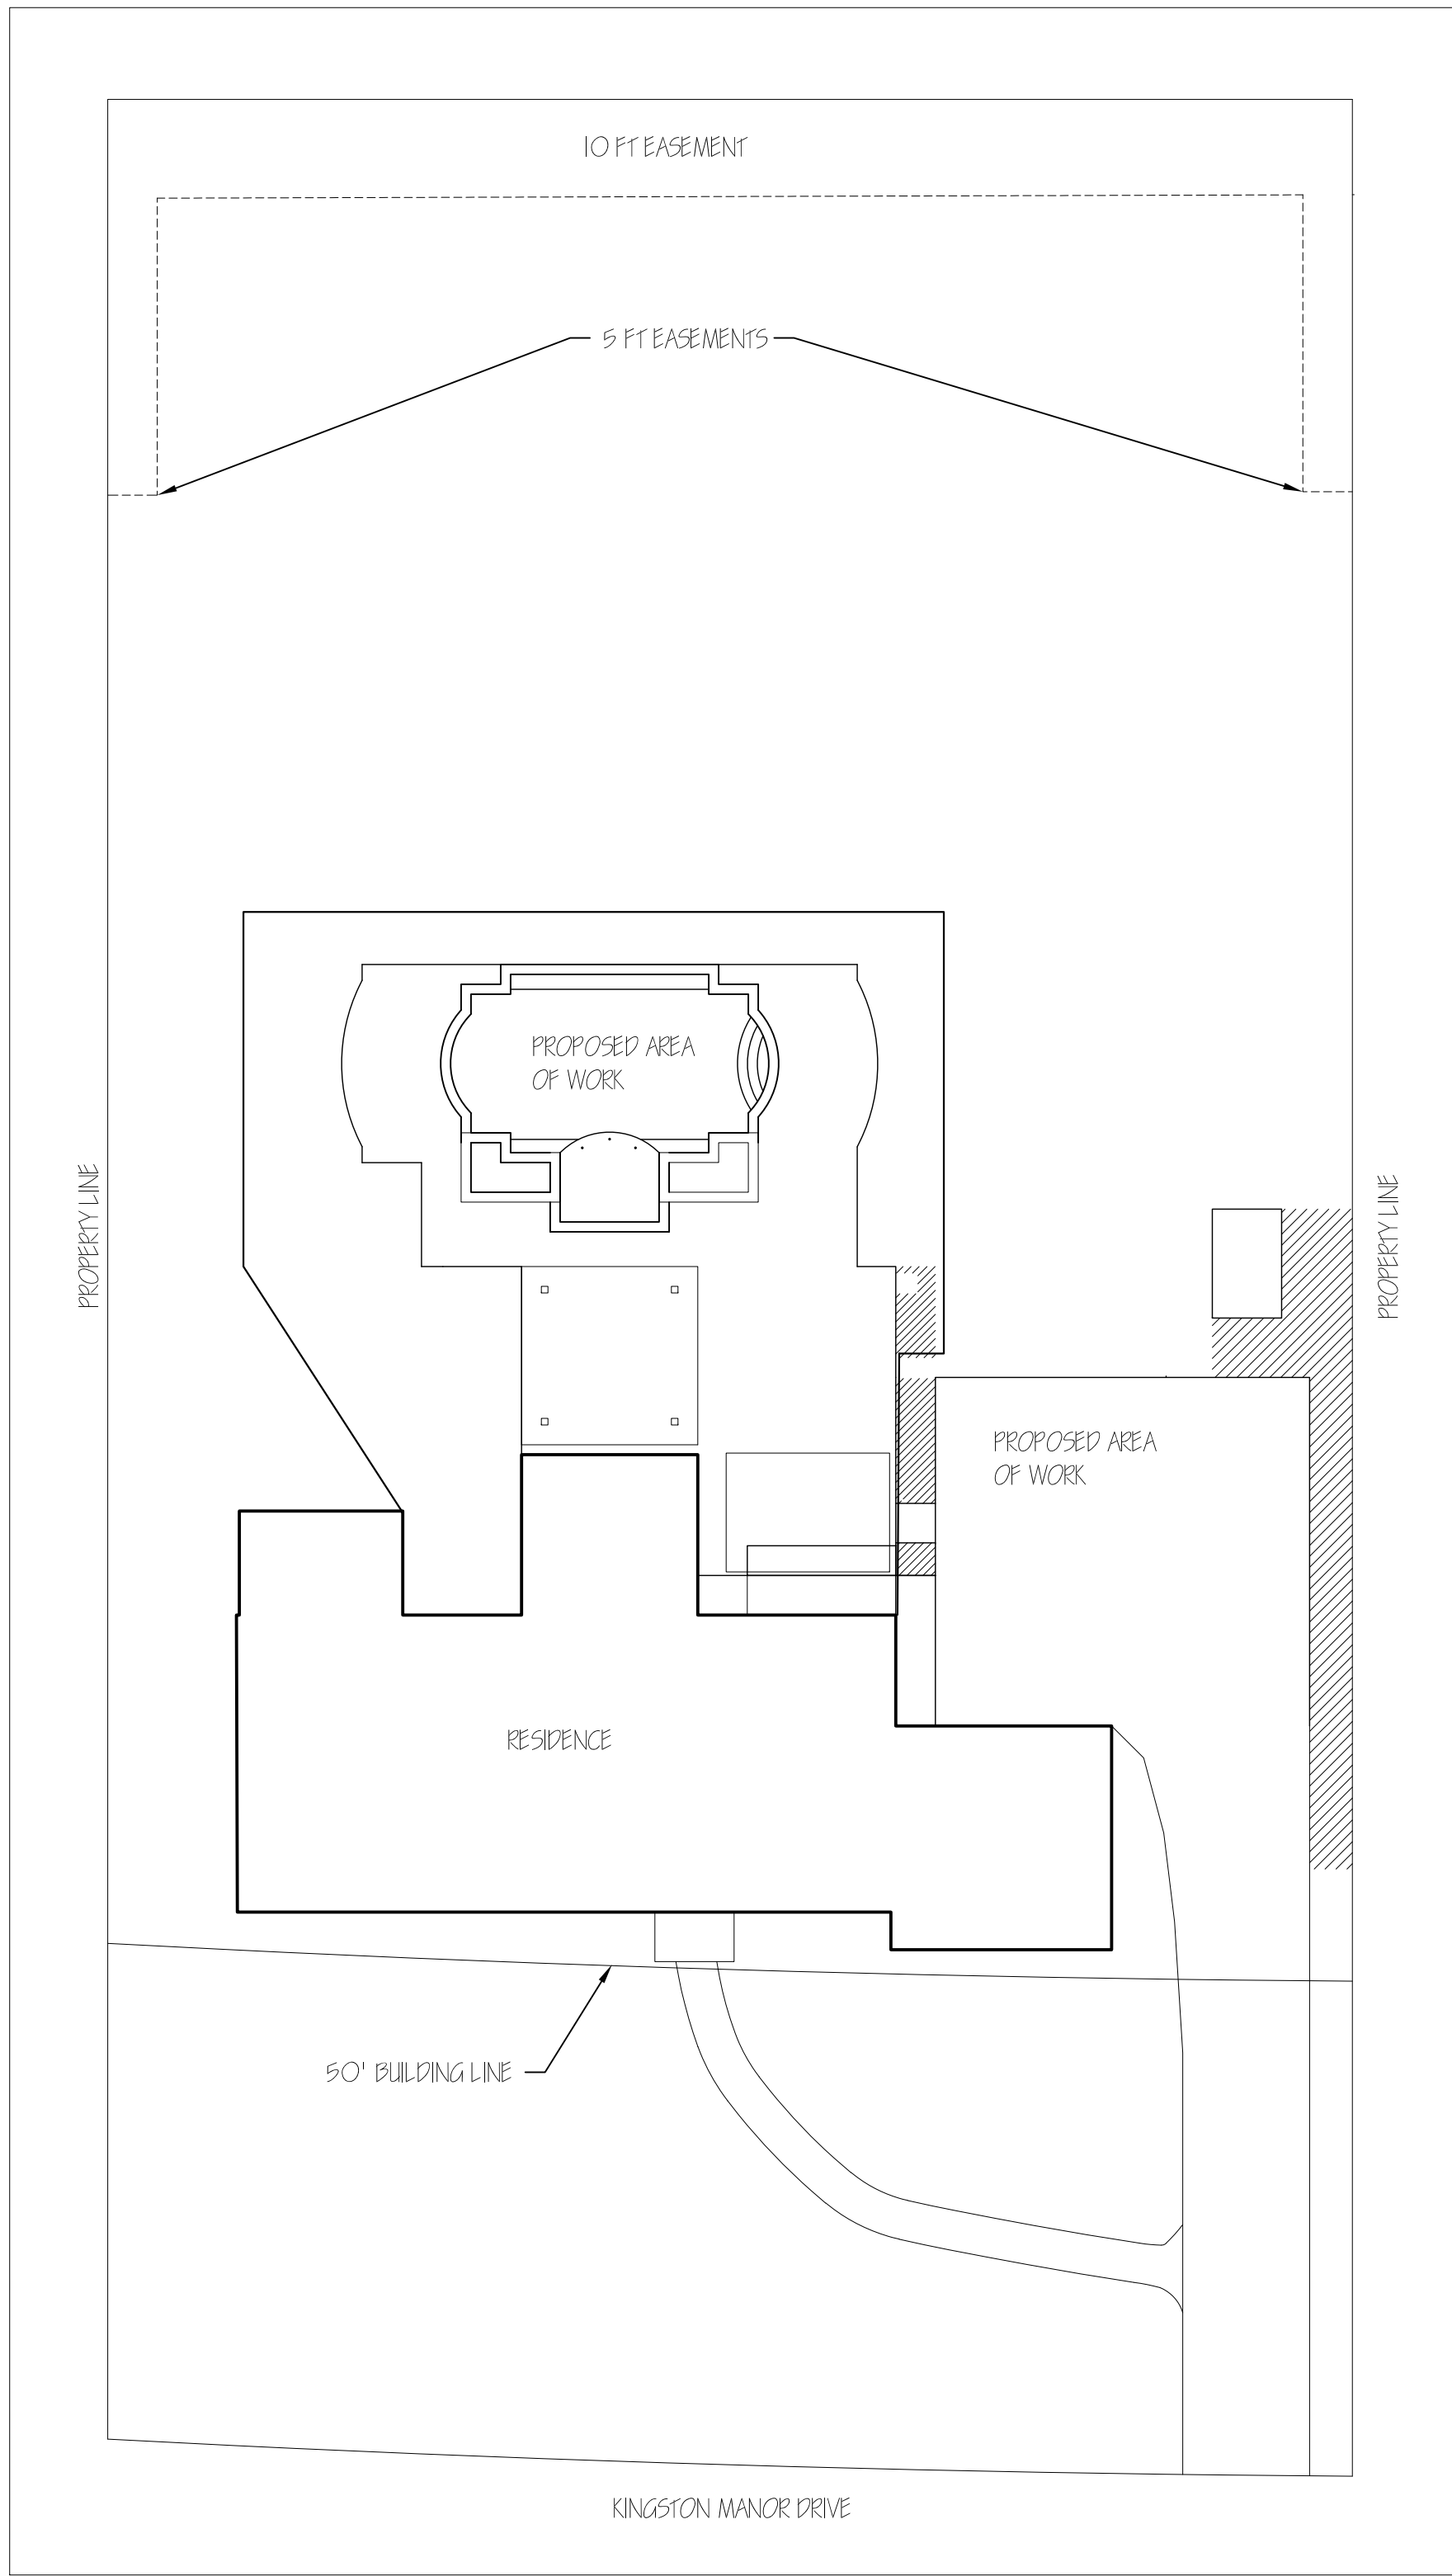 10 FT EASEMENT
5 FT EASEMENTS
PROPOSED AREA
OF WORK
PROPERTY LINE
PROPERTY LINE
PROPOSED AREA
OF WORK
RESIDENCE
50' BUILDING LINE
KINGSTON MANOR DRIVE